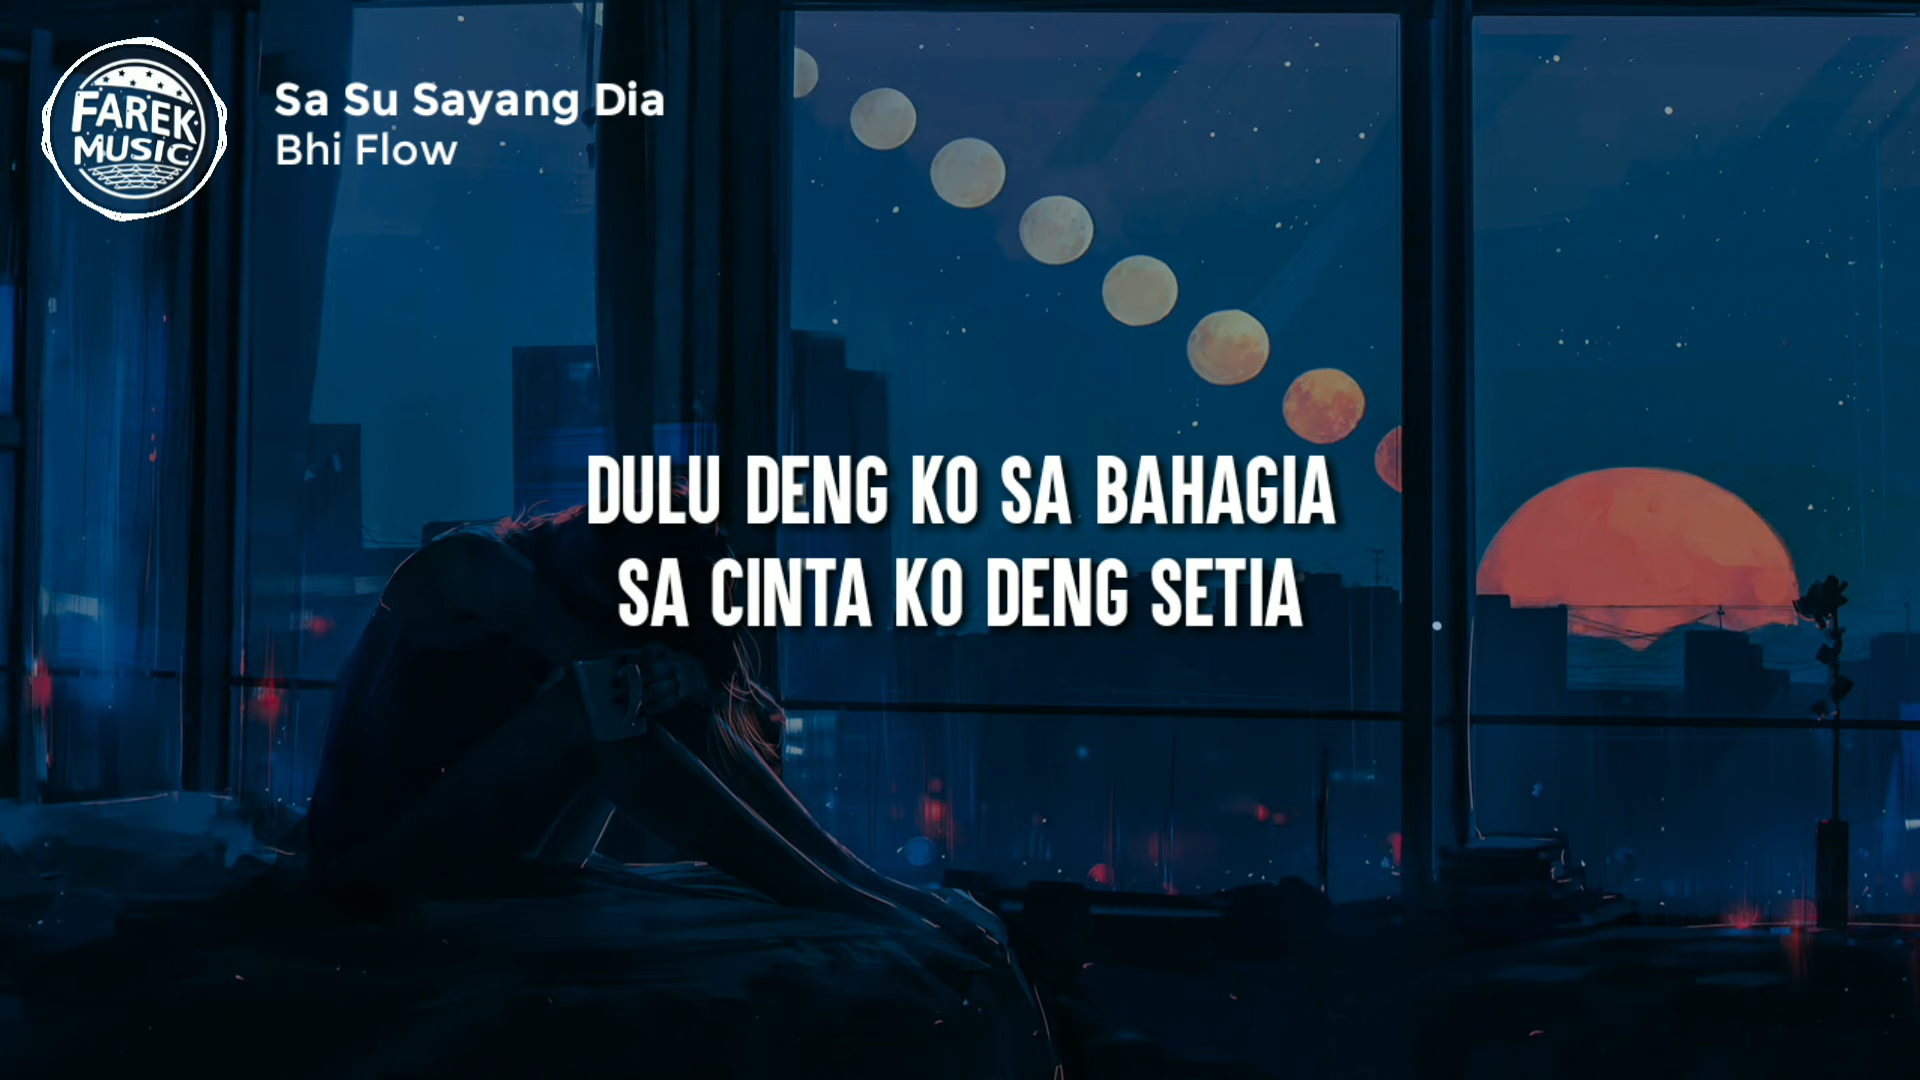 FAREK
MUSIC
Sa Su Sayang Dia
Bhi Flow
DULU DENG KO SA BAHAGIA
SA CINTA KO DENG SETIA